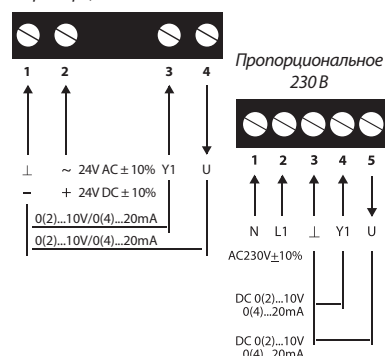 1 2 3 4
⊥ ~ 24V AC ± 10% Y1 U
– + 24V DC ± 10%
0(2)...10V/0(4)...20mA
0(2)...10V/0(4)...20mA
Пропорциональное
230 В
1 2 3 4 5
N L1 ⊥ Y1 U
AC230V±10%
DC 0(2)...10V
0(4)...20mA
DC 0(2)...10V
0(4)...20mA